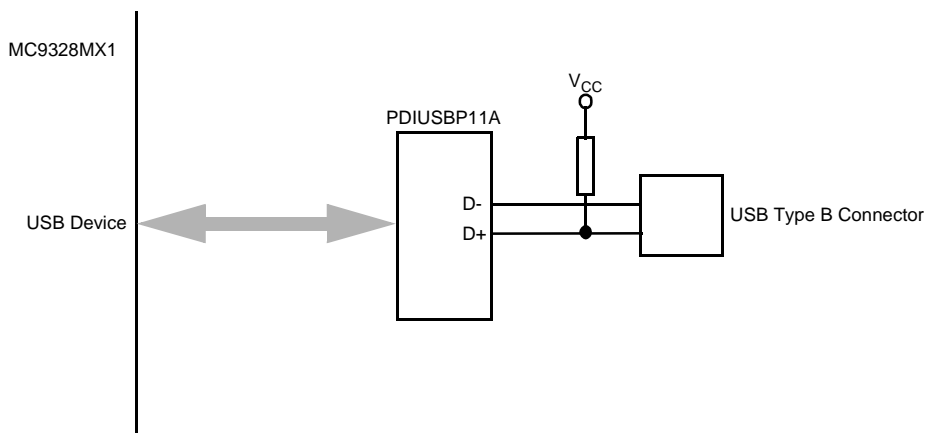 MC9328MX1
VCC
PDIUSBP11A
D-
USB Type B Connector
USB Device
D+